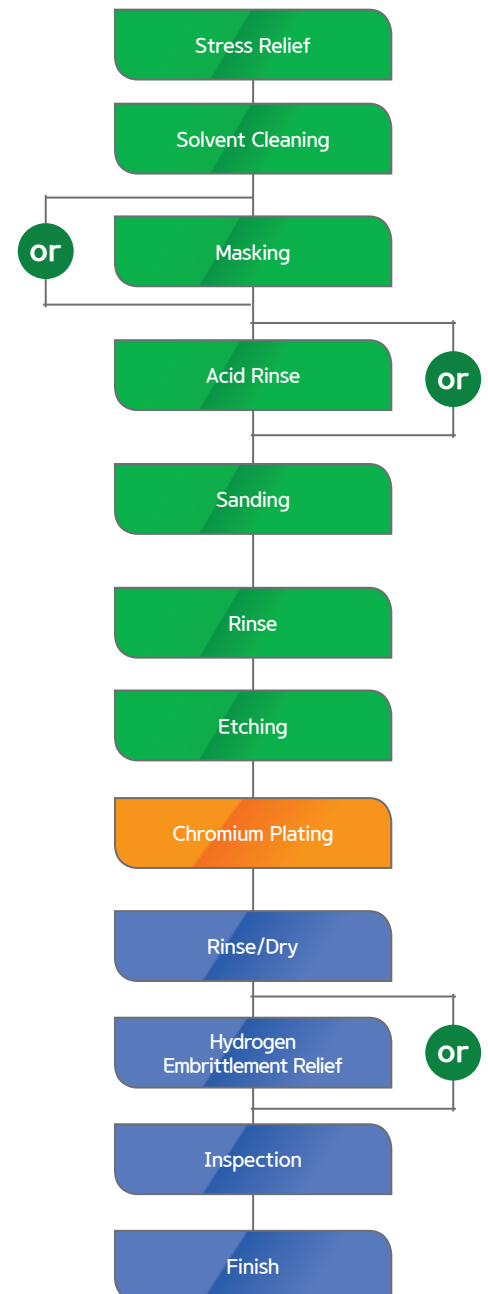 Stress Relief
Solvent Cleaning
or
Masking
Acid Rinse
or
Sanding
Rinse
Etching
Chromium Plating
Rinse/Dry
Hydrogen
Embrittlement Relief
or
Inspection
Finish